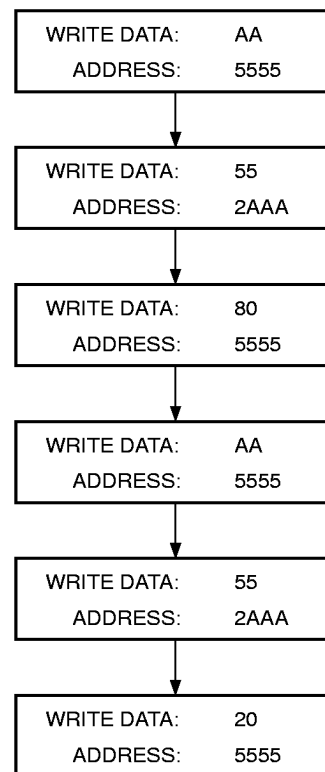 WRITE DATA: AA
ADDRESS: 5555
WRITE DATA: 55
ADDRESS: 2AAA
WRITE DATA: 80
ADDRESS: 5555
WRITE DATA: AA
ADDRESS: 5555
WRITE DATA: 55
ADDRESS: 2AAA
WRITE DATA: 20
ADDRESS: 5555